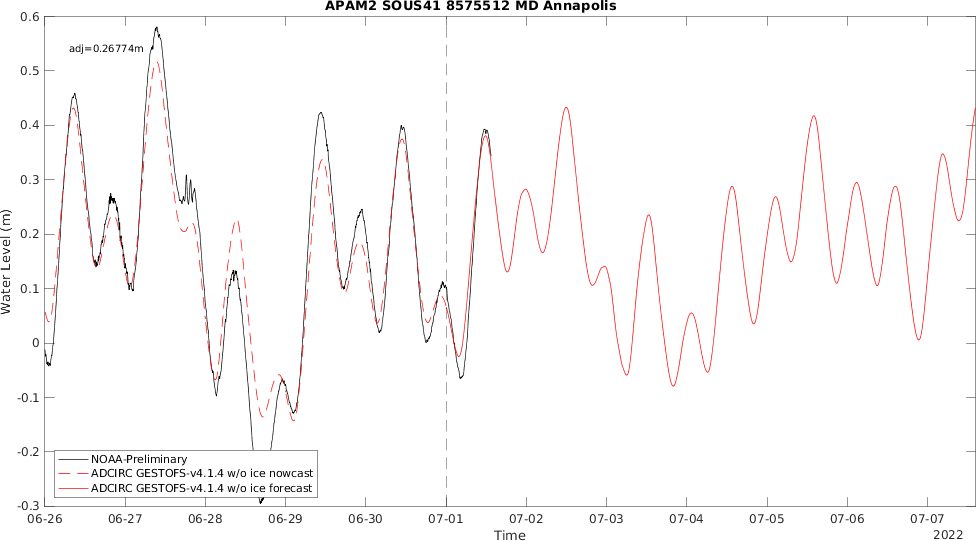 APAM2 SOUS41 8575512 MD Annapolis
adj=0.26774m
Water Level (m)
0.6
0.5
0.4
0.3
0.2
0.1
0
-0.1
-0.2
-0.3
NOAA-Preliminary
ADCIRC GESTOFS-v4.1.4 w/o ice nowcast
ADCIRC GESTOFS-v4.1.4 w/o ice forecast
06-26 06-27 06-28 06-29 06-30 07-01 07-02 07-03 07-04 07-05 07-06 07-07
Time
2022